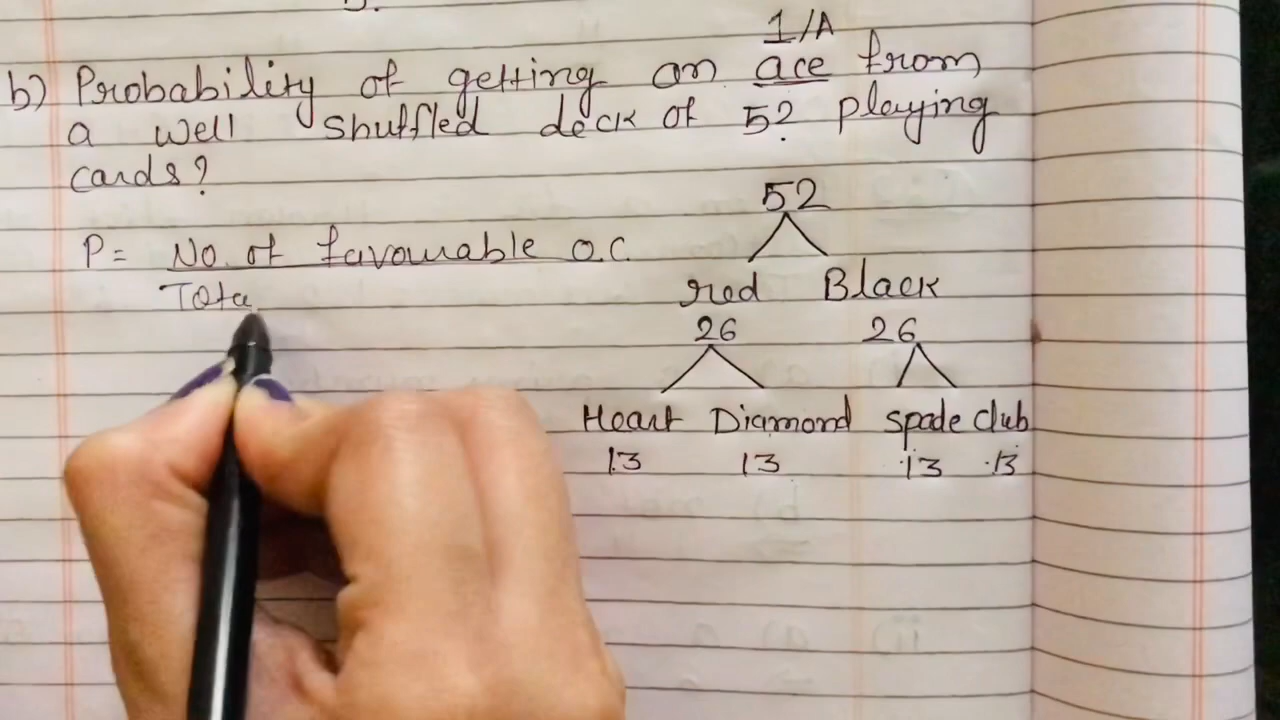 1/A
b) Probability of getting an ace from
a well shuffled deck of 52 playing
cards?
52
P = No. of favourable O.C.
Tota
red Black
26 26
Heart Diamond Spade Club
13 13 13 13